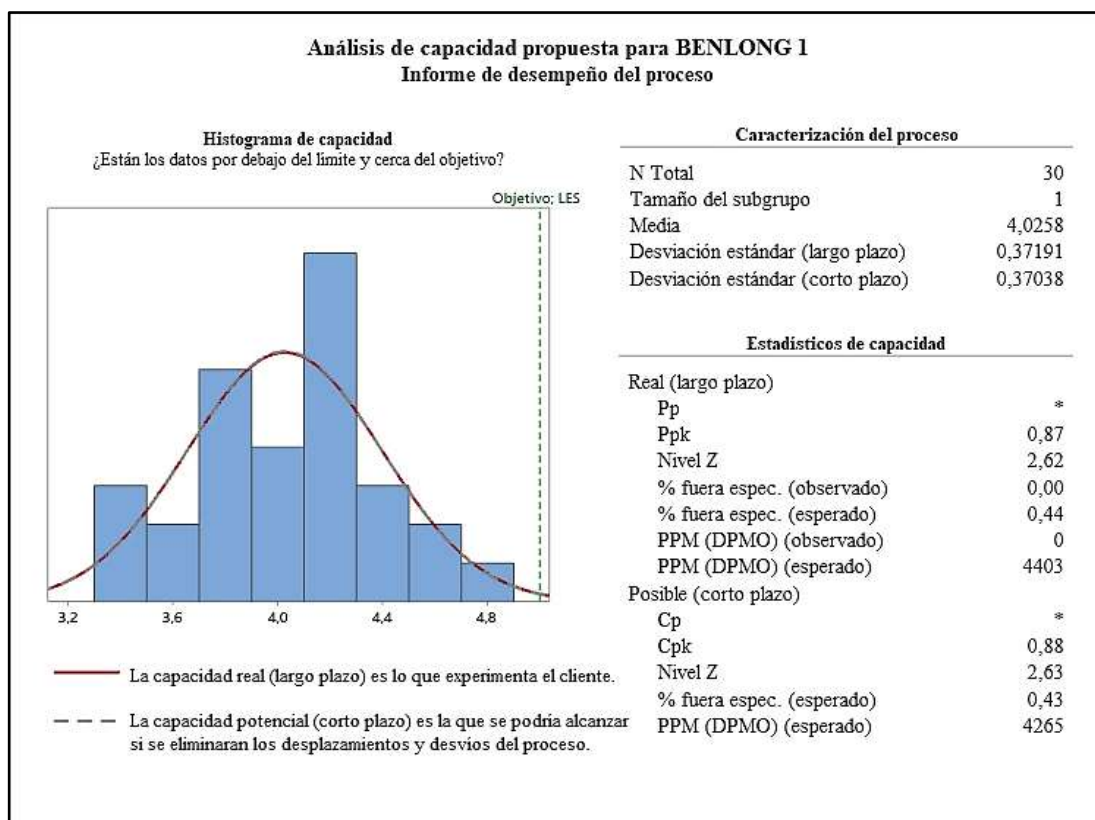 Análisis de capacidad propuesta para BENLONG 1
Informe de desempeño del proceso
Histograma de capacidad
¿Están los datos por debajo del límite y cerca del objetivo?
Objetivo; LES
3,2 3,6 4,0 4,4 4,8
La capacidad real (largo plazo) es lo que experimenta el cliente.
La capacidad potencial (corto plazo) es la que se podría alcanzar
si se eliminaran los desplazamientos y desvíos del proceso.
Caracterización del proceso
N Total 30
Tamaño del subgrupo 1
Media 4,0258
Desviación estándar (largo plazo) 0,37191
Desviación estándar (corto plazo) 0,37038
Estadísticos de capacidad
Real (largo plazo)
Pp *
Ppk 0,87
Nivel Z 2,62
% fuera espec. (observado) 0,00
% fuera espec. (esperado) 0,44
PPM (DPMO) (observado) 0
PPM (DPMO) (esperado) 4403
Posible (corto plazo)
Cp *
Cpk 0,88
Nivel Z 2,63
% fuera espec. (esperado) 0,43
PPM (DPMO) (esperado) 4265